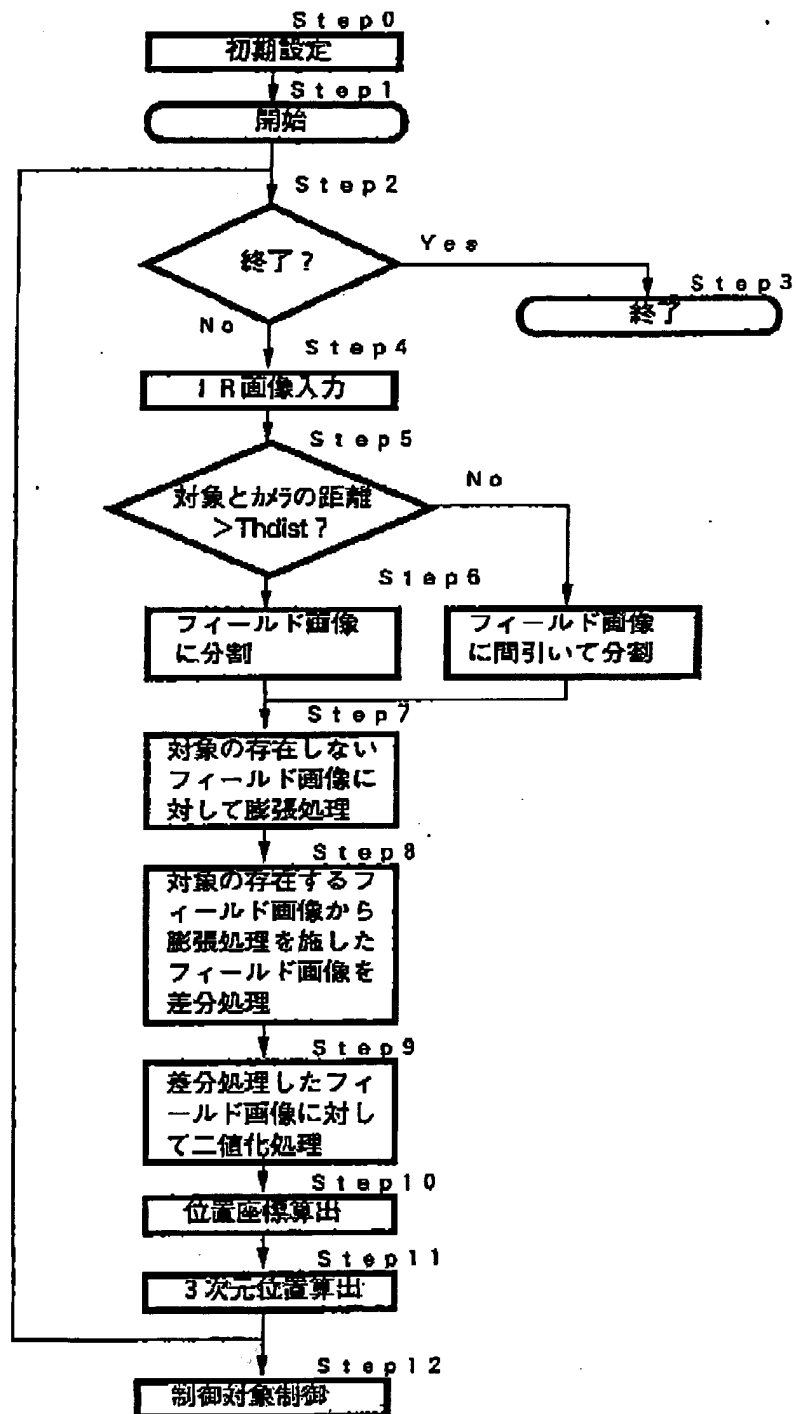 Step0
初期設定
Step1
開始
Step2
終了?
Yes
Step3
終了
No
Step4
IR画像入力
Step5
対象とカメラの距離
>Thdist?
No
Step6
フィールド画像
に分割
フィールド画像
に間引いて分割
Step7
対象の存在しない
フィールド画像に
対して膨張処理
Step8
対象の存在するフ
ィールド画像から
膨張処理を施した
フィールド画像を
差分処理
Step9
差分処理したフィ
ールド画像に対し
て二値化処理
Step10
位置座標算出
Step11
3次元位置算出
Step12
制御対象制御